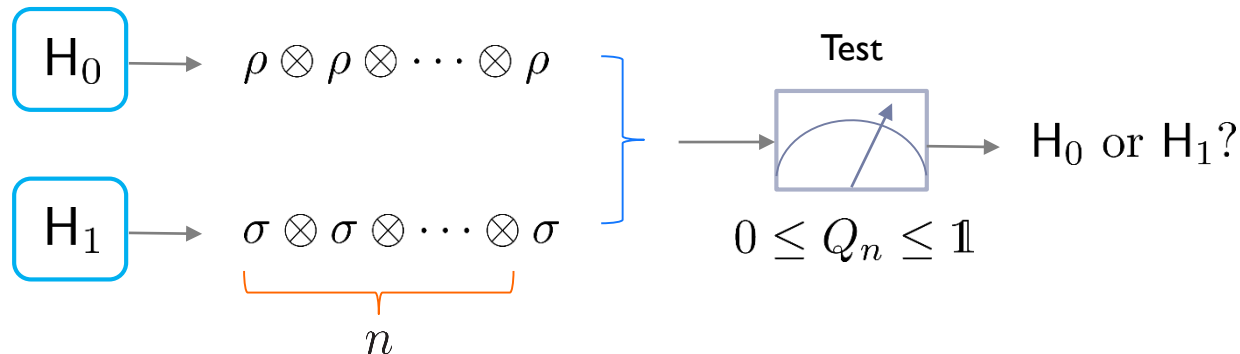 H₀ ρ ⊗ ρ ⊗ ⋯ ⊗ ρ
Test
H₀ or H₁?
H₁ σ ⊗ σ ⊗ ⋯ ⊗ σ
0 ≤ Qₙ ≤ 𝟙
n